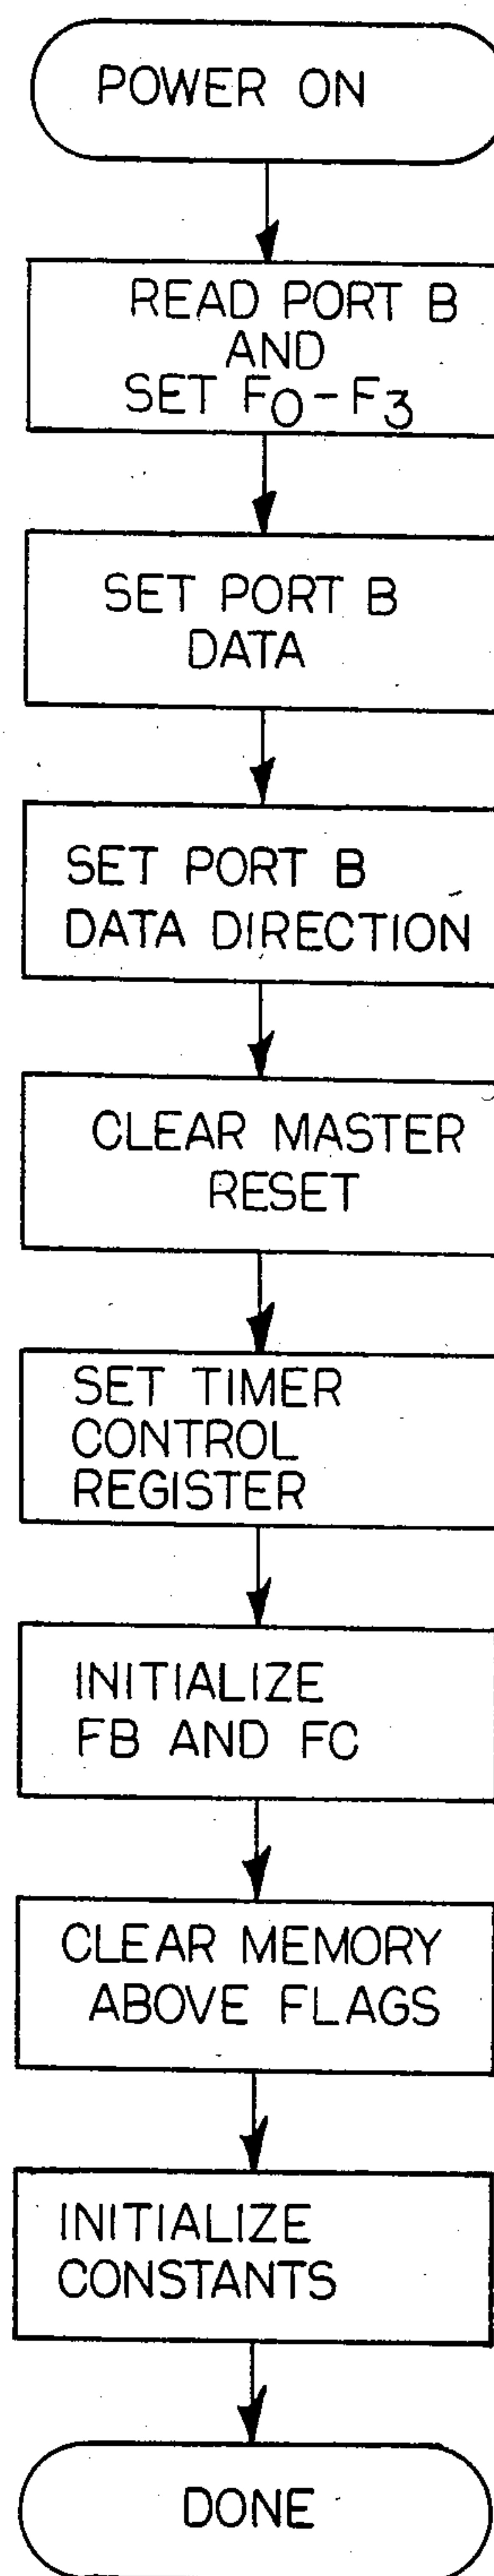 POWER ON
READ PORT B
AND
SET F0-F3
SET PORT B
DATA
SET PORT B
DATA DIRECTION
CLEAR MASTER
RESET
SET TIMER
CONTROL
REGISTER
INITIALIZE
FB AND FC
CLEAR MEMORY
ABOVE FLAGS
INITIALIZE
CONSTANTS
DONE